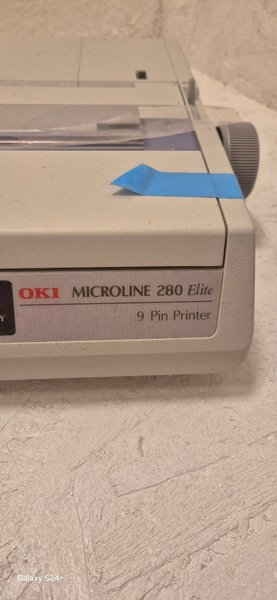 OKI MICROLINE 280 Elite
9 Pin Printer
Galaxy S24+